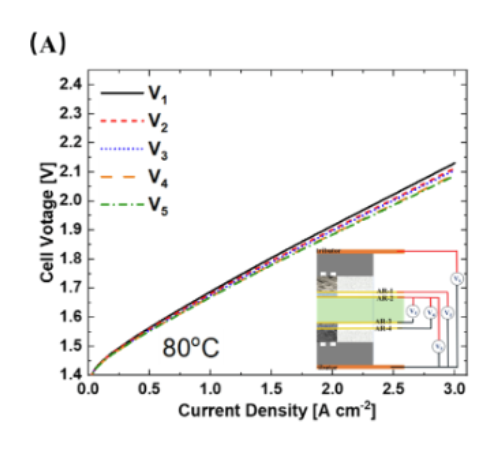 (A)
2.4
2.3
2.2
2.1
2.0
1.9
1.8
1.7
1.6
1.5
1.4
Cell Votage [V]
V1
V2
V3
V4
V5
80°C
AR-1
AR-2
AR-3
AR-4
0.0 0.5 1.0 1.5 2.0 2.5 3.0
Current Density [A cm-2]